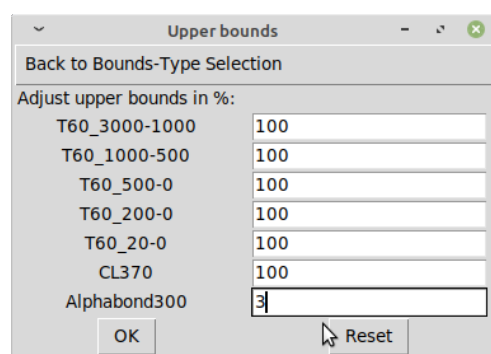 Upper bounds
Back to Bounds-Type Selection
Adjust upper bounds in %:
T60_3000-1000 100
T60_1000-500 100
T60_500-0 100
T60_200-0 100
T60_20-0 100
CL370 100
Alphabond300 3
OK Reset